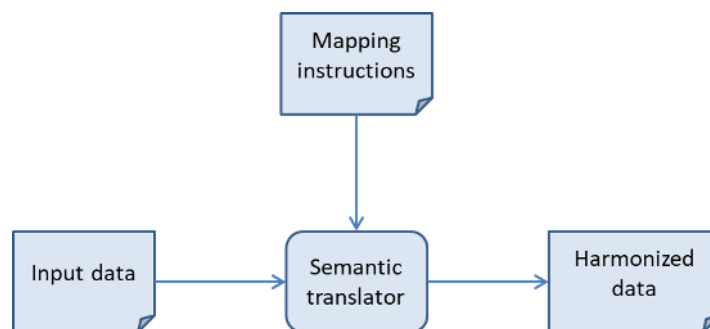 Mapping
instructions
Input data
Semantic
translator
Harmonized
data